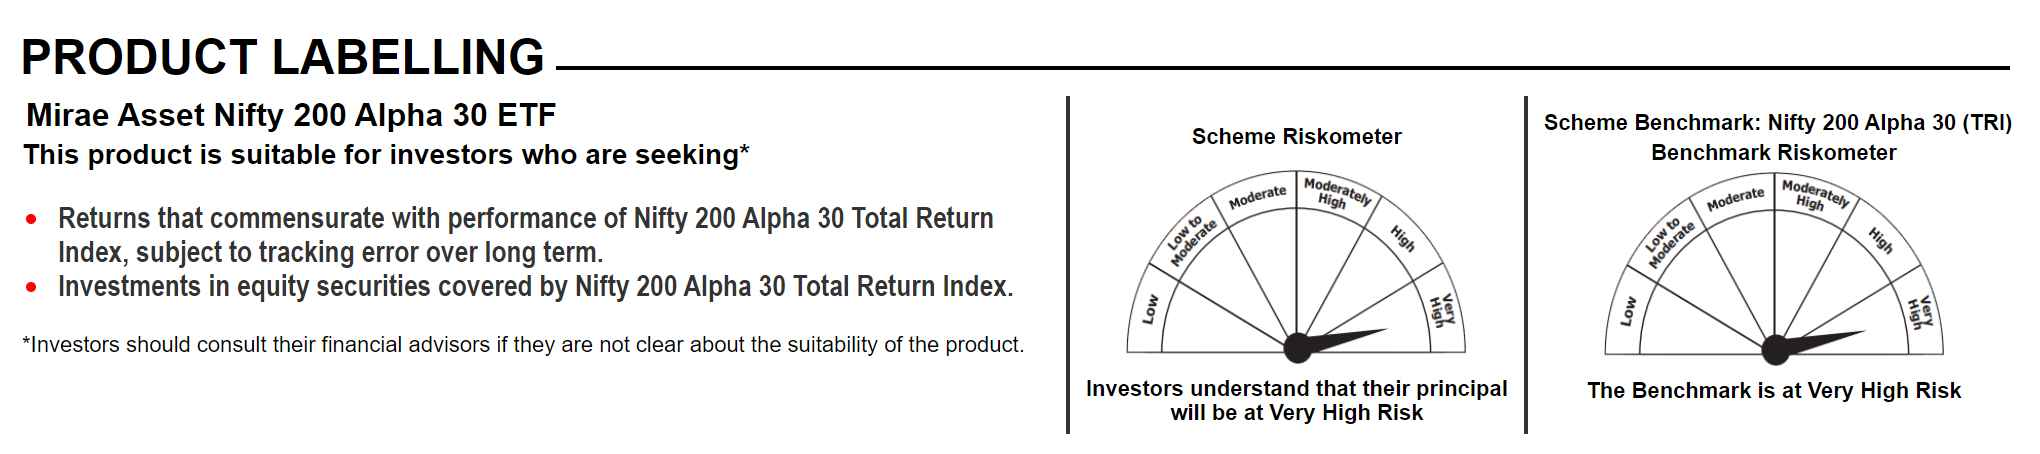 PRODUCT LABELLING
Mirae Asset Nifty 200 Alpha 30 ETF
This product is suitable for investors who are seeking*
• Returns that commensurate with performance of Nifty 200 Alpha 30 Total Return
Index, subject to tracking error over long term.
• Investments in equity securities covered by Nifty 200 Alpha 30 Total Return Index.
*Investors should consult their financial advisors if they are not clear about the suitability of the product.
Scheme Riskometer
Low
Low to
Moderate
Moderate
Moderately
High
High
Very
High
Investors understand that their principal
will be at Very High Risk
Scheme Benchmark: Nifty 200 Alpha 30 (TRI)
Benchmark Riskometer
Low
Low to
Moderate
Moderate
Moderately
High
High
Very
High
The Benchmark is at Very High Risk